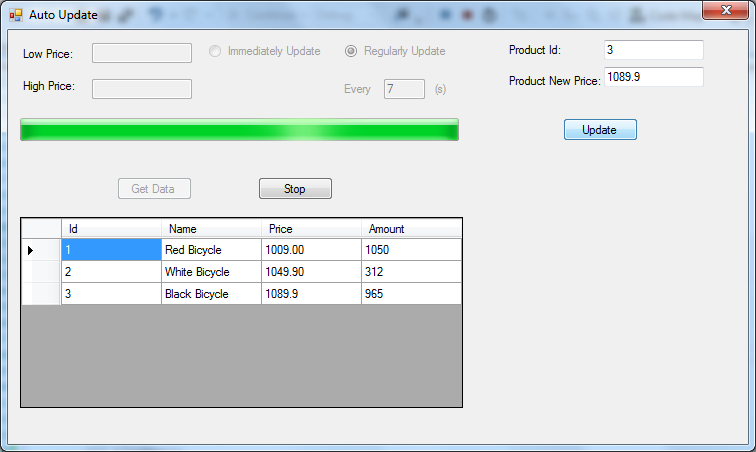 Auto Update
Low Price:
Immediately Update
Regularly Update
Product Id:
3
High Price:
Every
7
(s)
Product New Price:
1089.9
Update
Get Data
Stop
Id Name Price Amount
1 Red Bicycle 1009.00 1050
2 White Bicycle 1049.90 312
3 Black Bicycle 1089.9 965